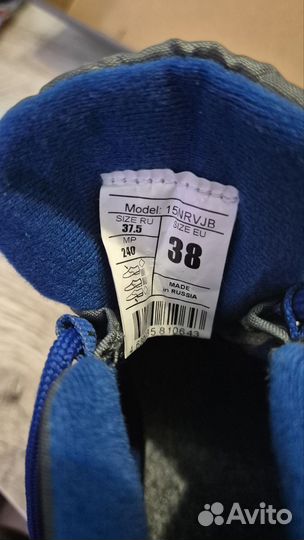 Model: 15NRVJB
SIZE RU
37.5
SIZE EU
38
MP
240
MADE
in RUSSIA
Avito